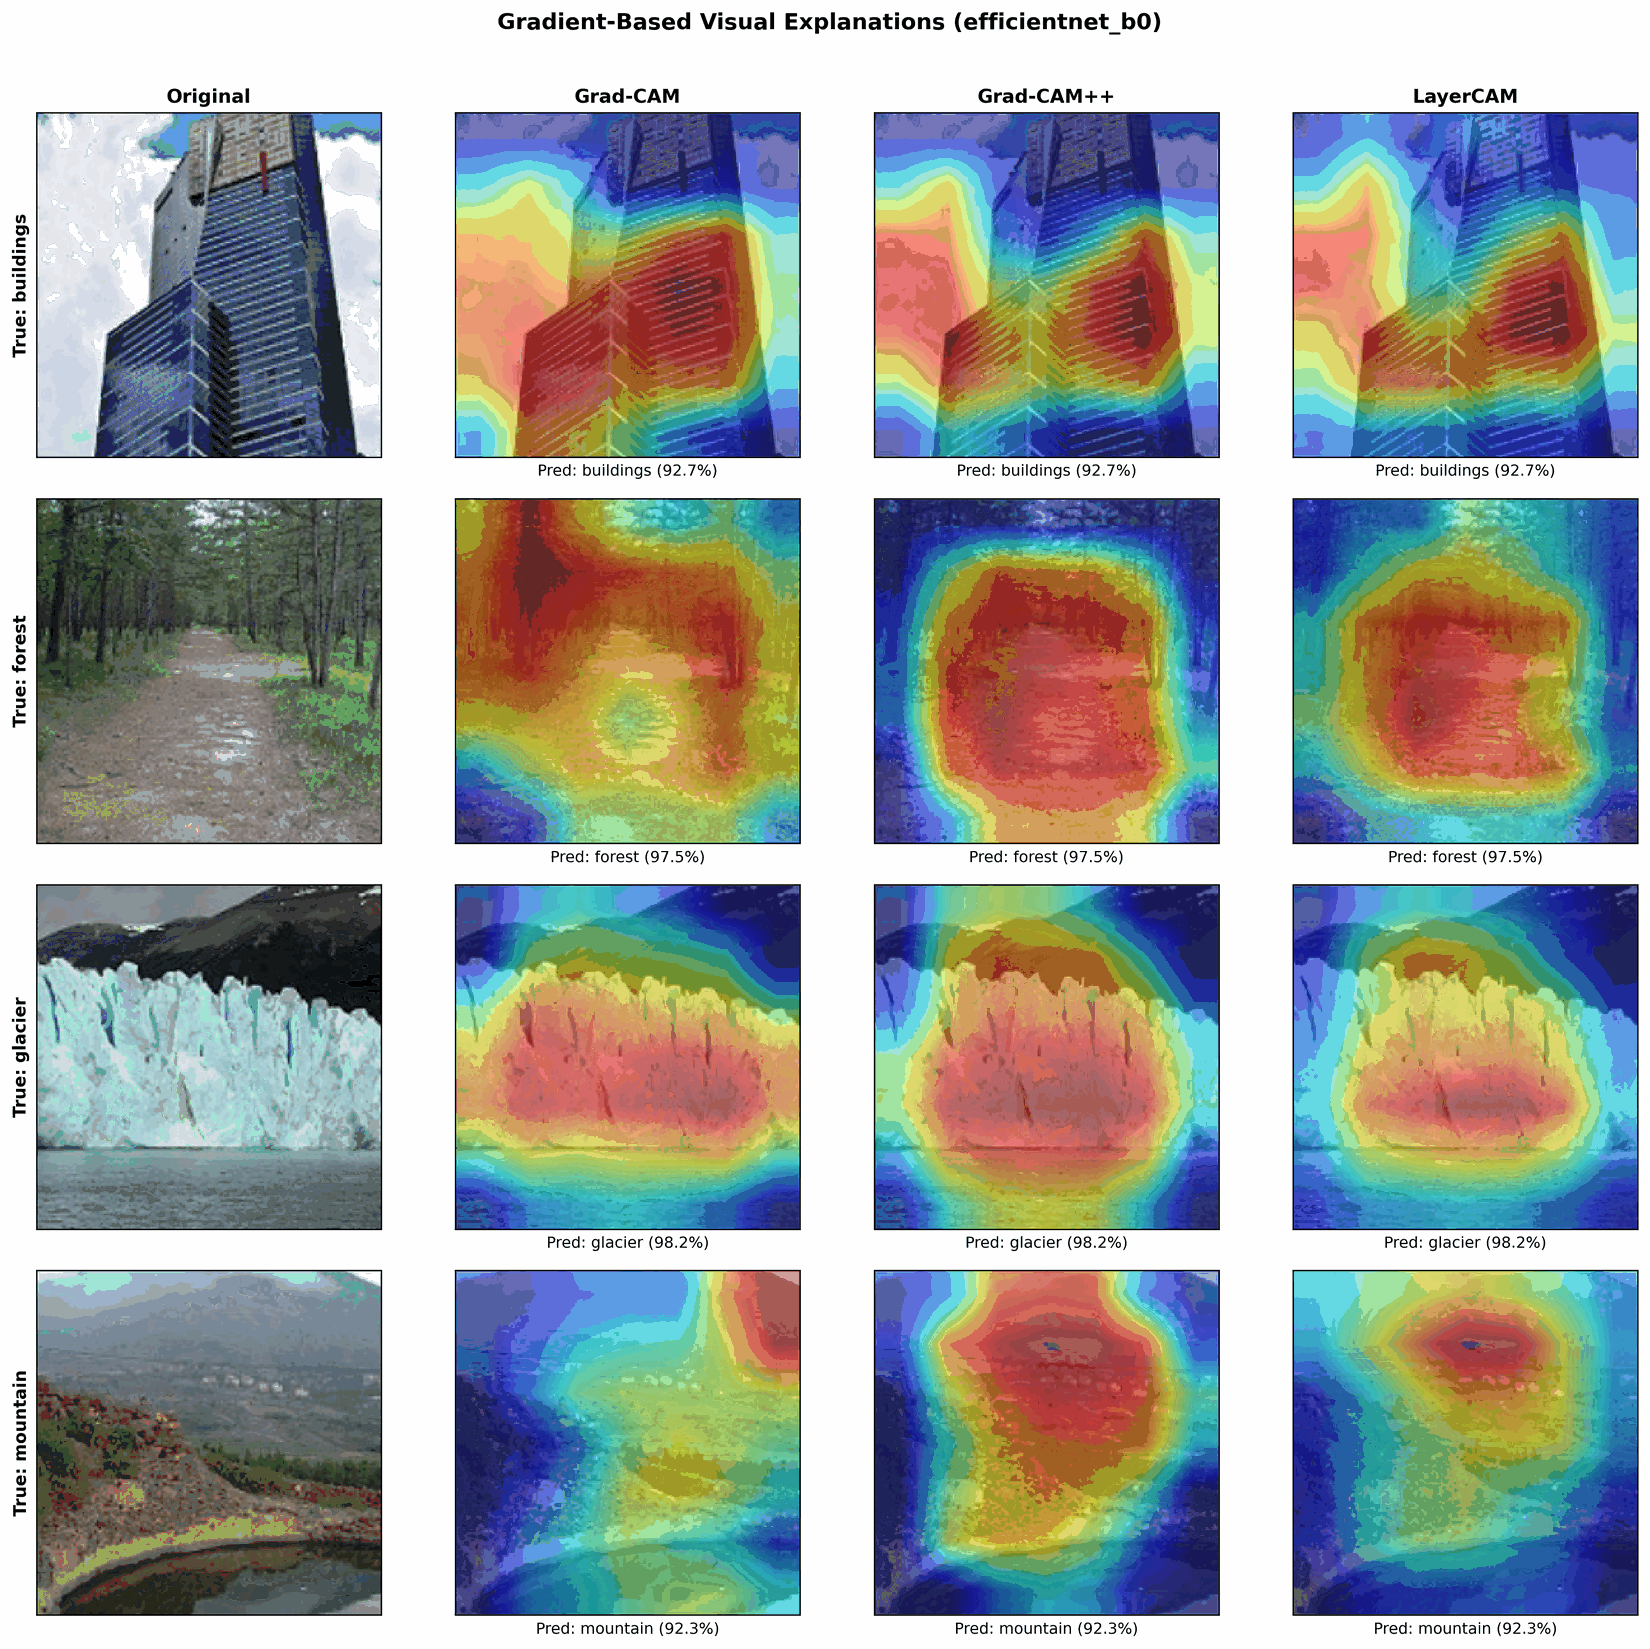 Gradient-Based Visual Explanations (efficientnet_b0)
Original
Grad-CAM
Grad-CAM++
LayerCAM
True: buildings
Pred: buildings (92.7%)
Pred: buildings (92.7%)
Pred: buildings (92.7%)
True: forest
Pred: forest (97.5%)
Pred: forest (97.5%)
Pred: forest (97.5%)
True: glacier
Pred: glacier (98.2%)
Pred: glacier (98.2%)
Pred: glacier (98.2%)
True: mountain
Pred: mountain (92.3%)
Pred: mountain (92.3%)
Pred: mountain (92.3%)